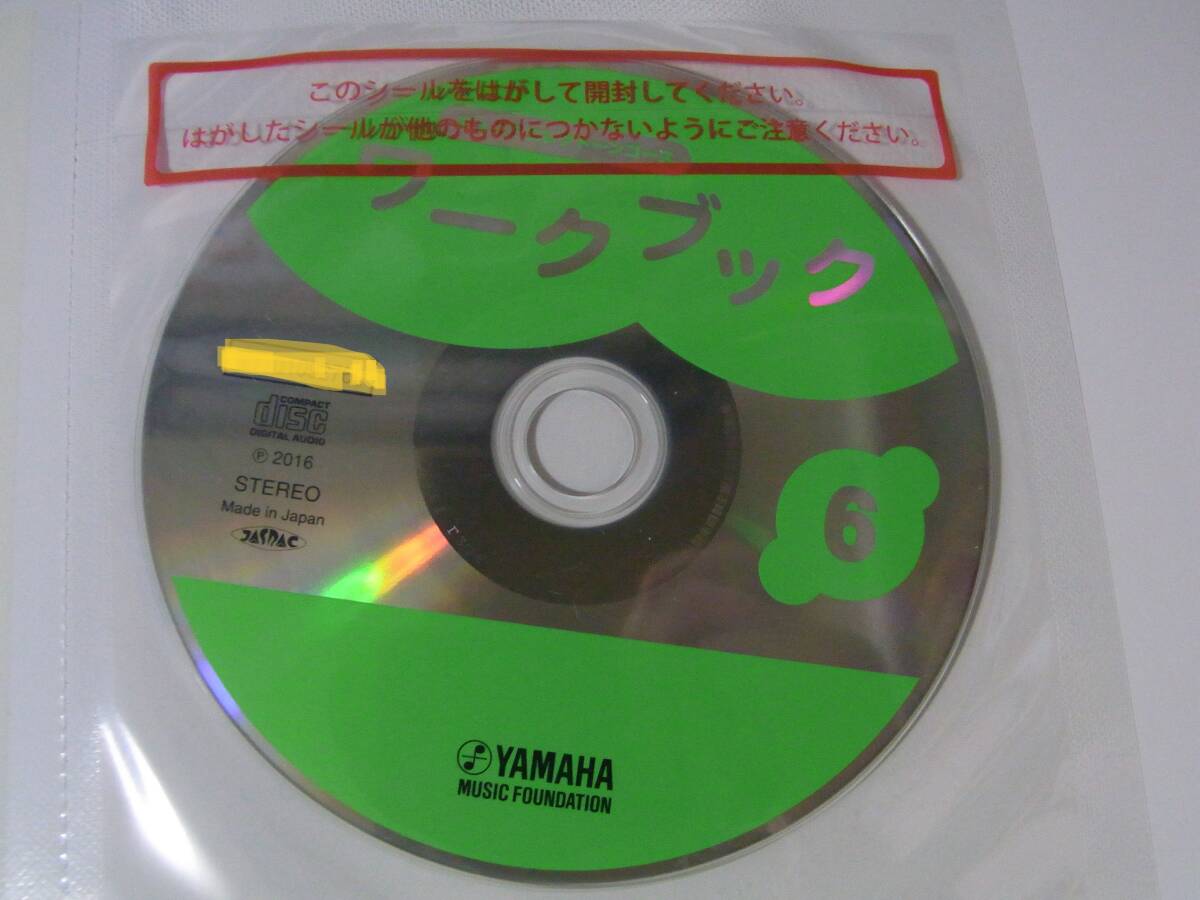 このシールをはがして開封してください。
はがしたシールが他のものにつかないようにご注意ください。
ワークブック
COMPACT
disc
DIGITAL AUDIO
℗ 2016
STEREO
Made in Japan
JASRAC
6
YAMAHA
MUSIC FOUNDATION